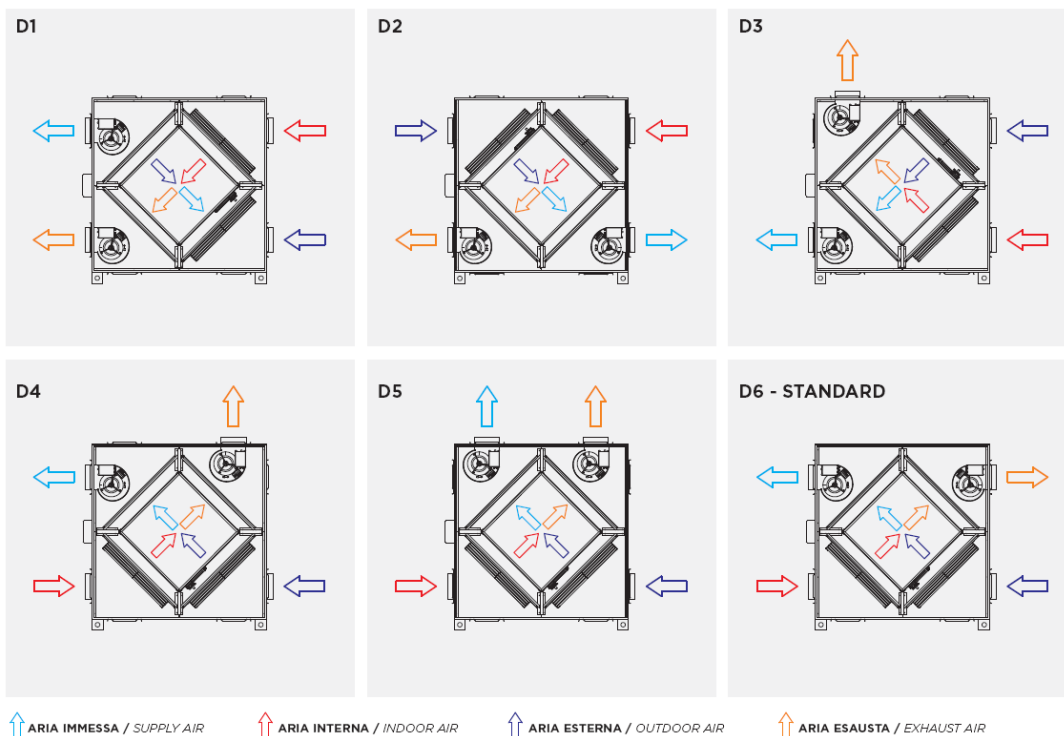 D1
D2
D3
D4
D5
D6 - STANDARD
ARIA IMMESSA / SUPPLY AIR
ARIA INTERNA / INDOOR AIR
ARIA ESTERNA / OUTDOOR AIR
ARIA ESAUSTA / EXHAUST AIR